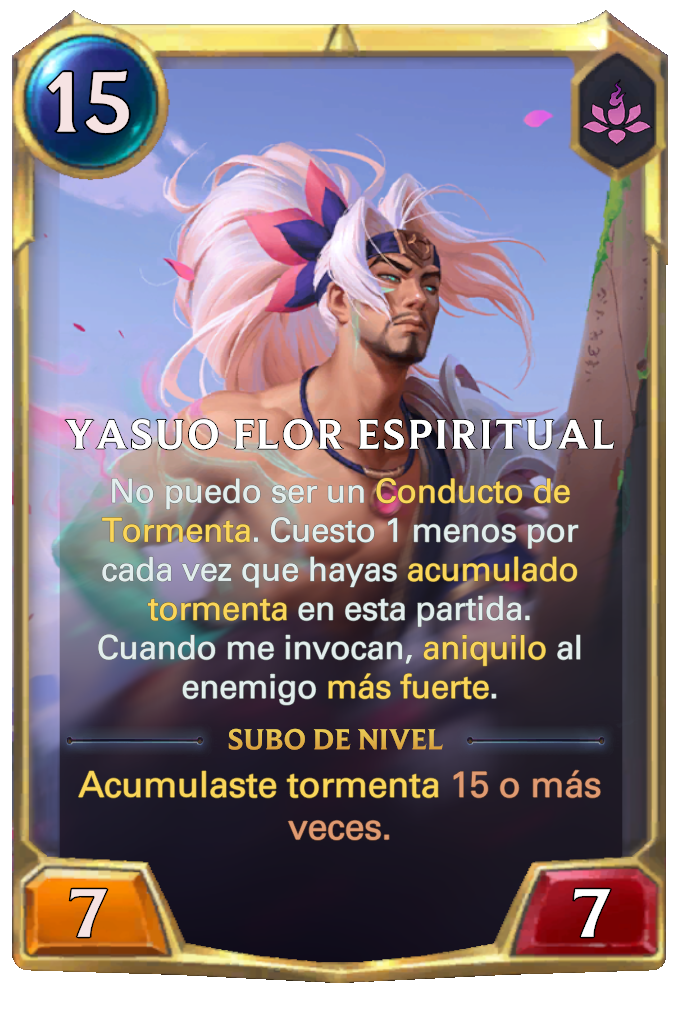 15
YASUO FLOR ESPIRITUAL
No puedo ser un Conducto de
Tormenta. Cuesto 1 menos por
cada vez que hayas acumulado
tormenta en esta partida.
Cuando me invocan, aniquilo al
enemigo más fuerte.
SUBO DE NIVEL
Acumulaste tormenta 15 o más
veces.
7
7